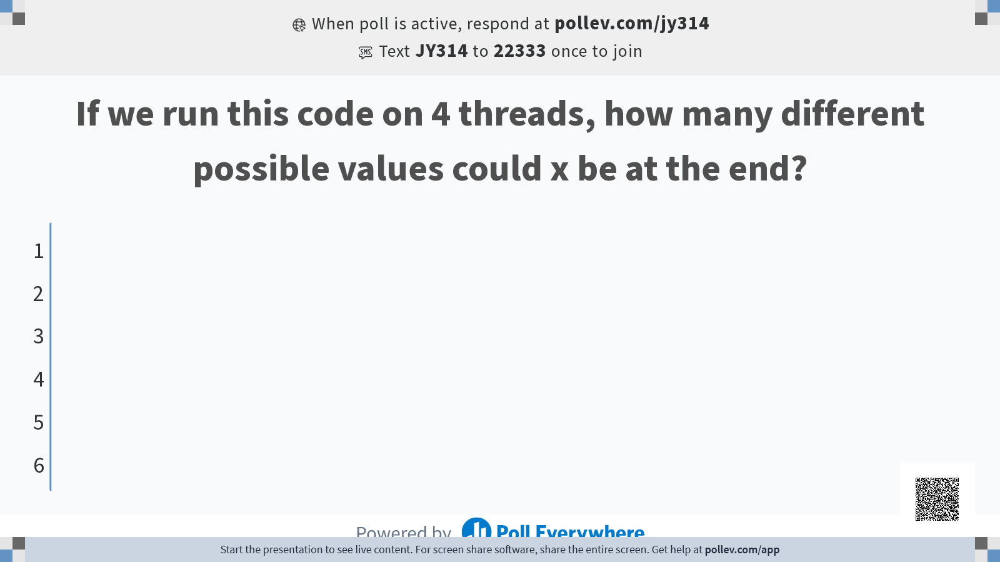 When poll is active, respond at pollev.com/jy314
SMS Text JY314 to 22333 once to join
If we run this code on 4 threads, how many different
possible values could x be at the end?
1
2
3
4
5
6
Powered by Poll Everywhere
Start the presentation to see live content. For screen share software, share the entire screen. Get help at pollev.com/app